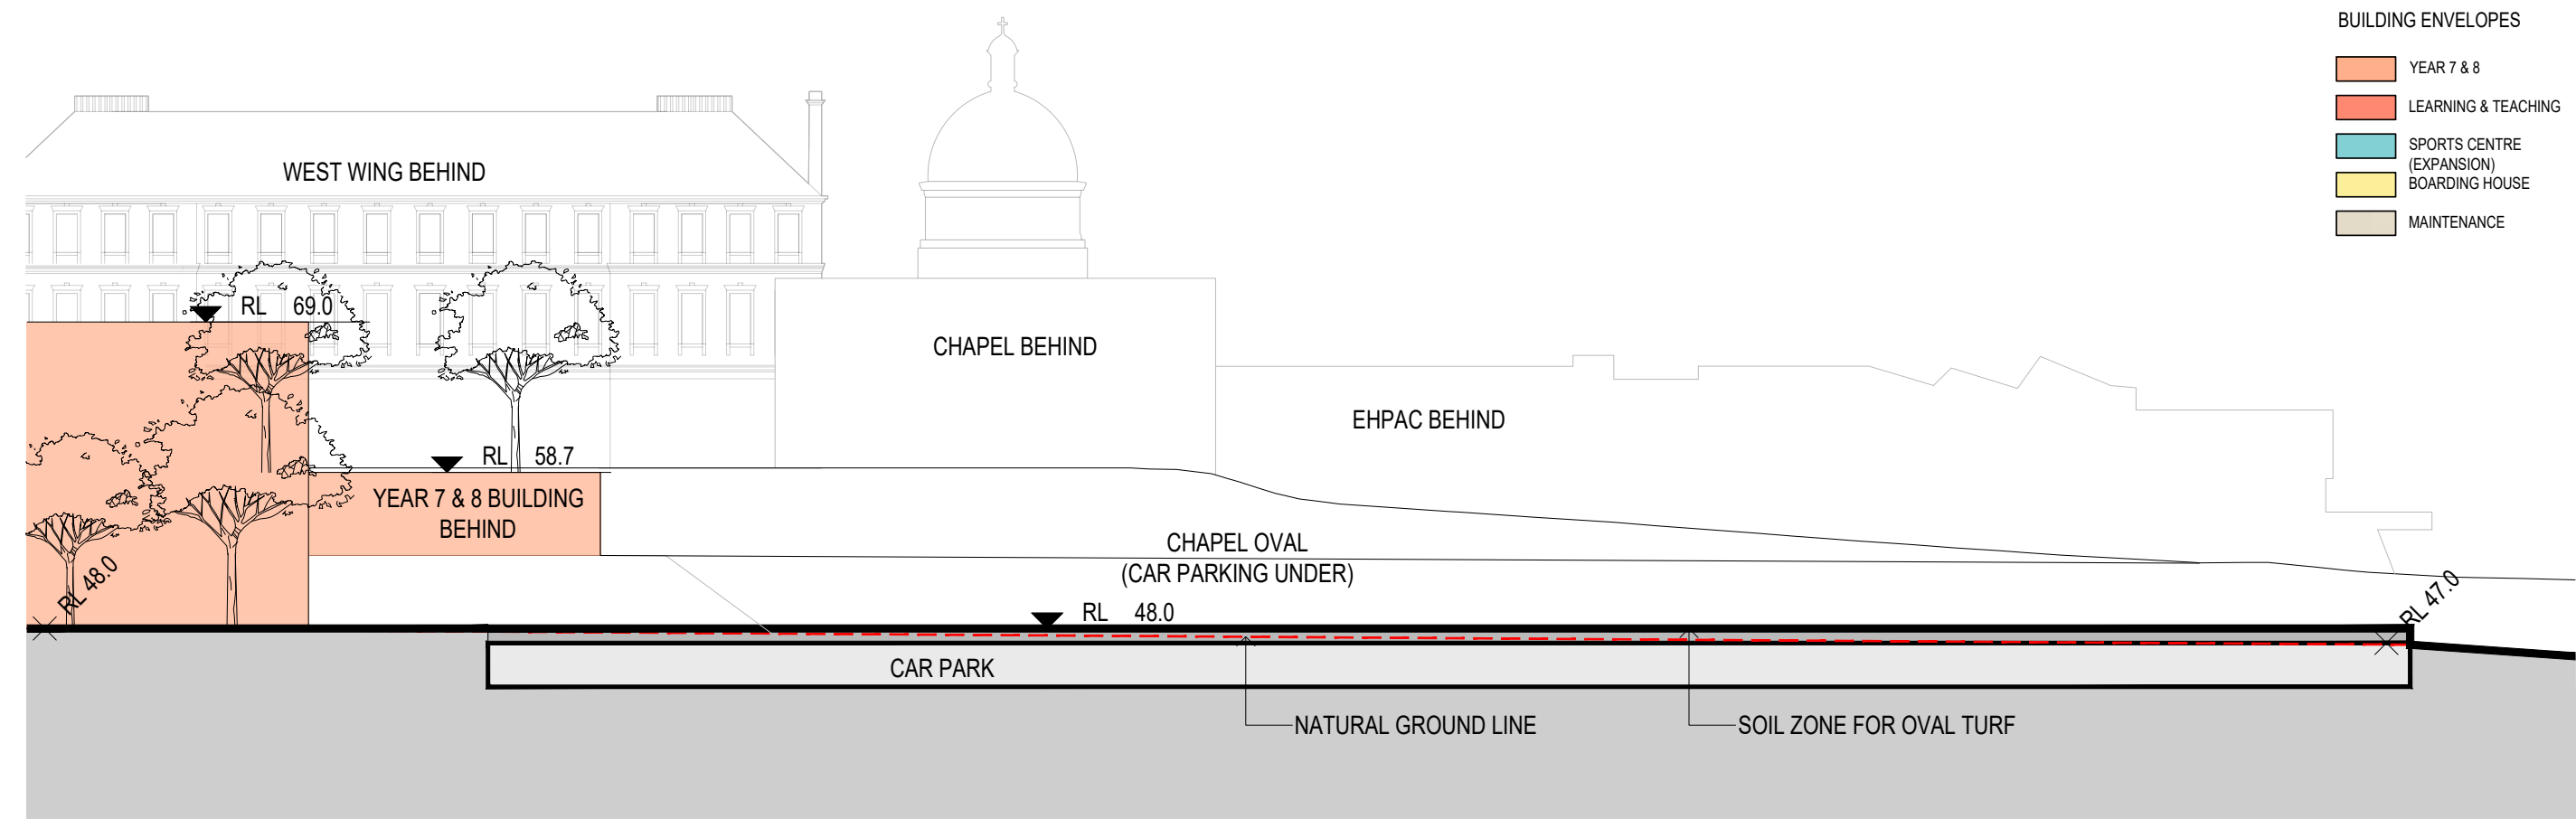 BUILDING ENVELOPES
YEAR 7 & 8
LEARNING & TEACHING
SPORTS CENTRE
(EXPANSION)
BOARDING HOUSE
MAINTENANCE
WEST WING BEHIND
RL 69.0
CHAPEL BEHIND
EHPAC BEHIND
RL 58.7
YEAR 7 & 8 BUILDING
BEHIND
CHAPEL OVAL
(CAR PARKING UNDER)
RL 48.0
RL 48.0
RL 47.0
CAR PARK
NATURAL GROUND LINE
SOIL ZONE FOR OVAL TURF